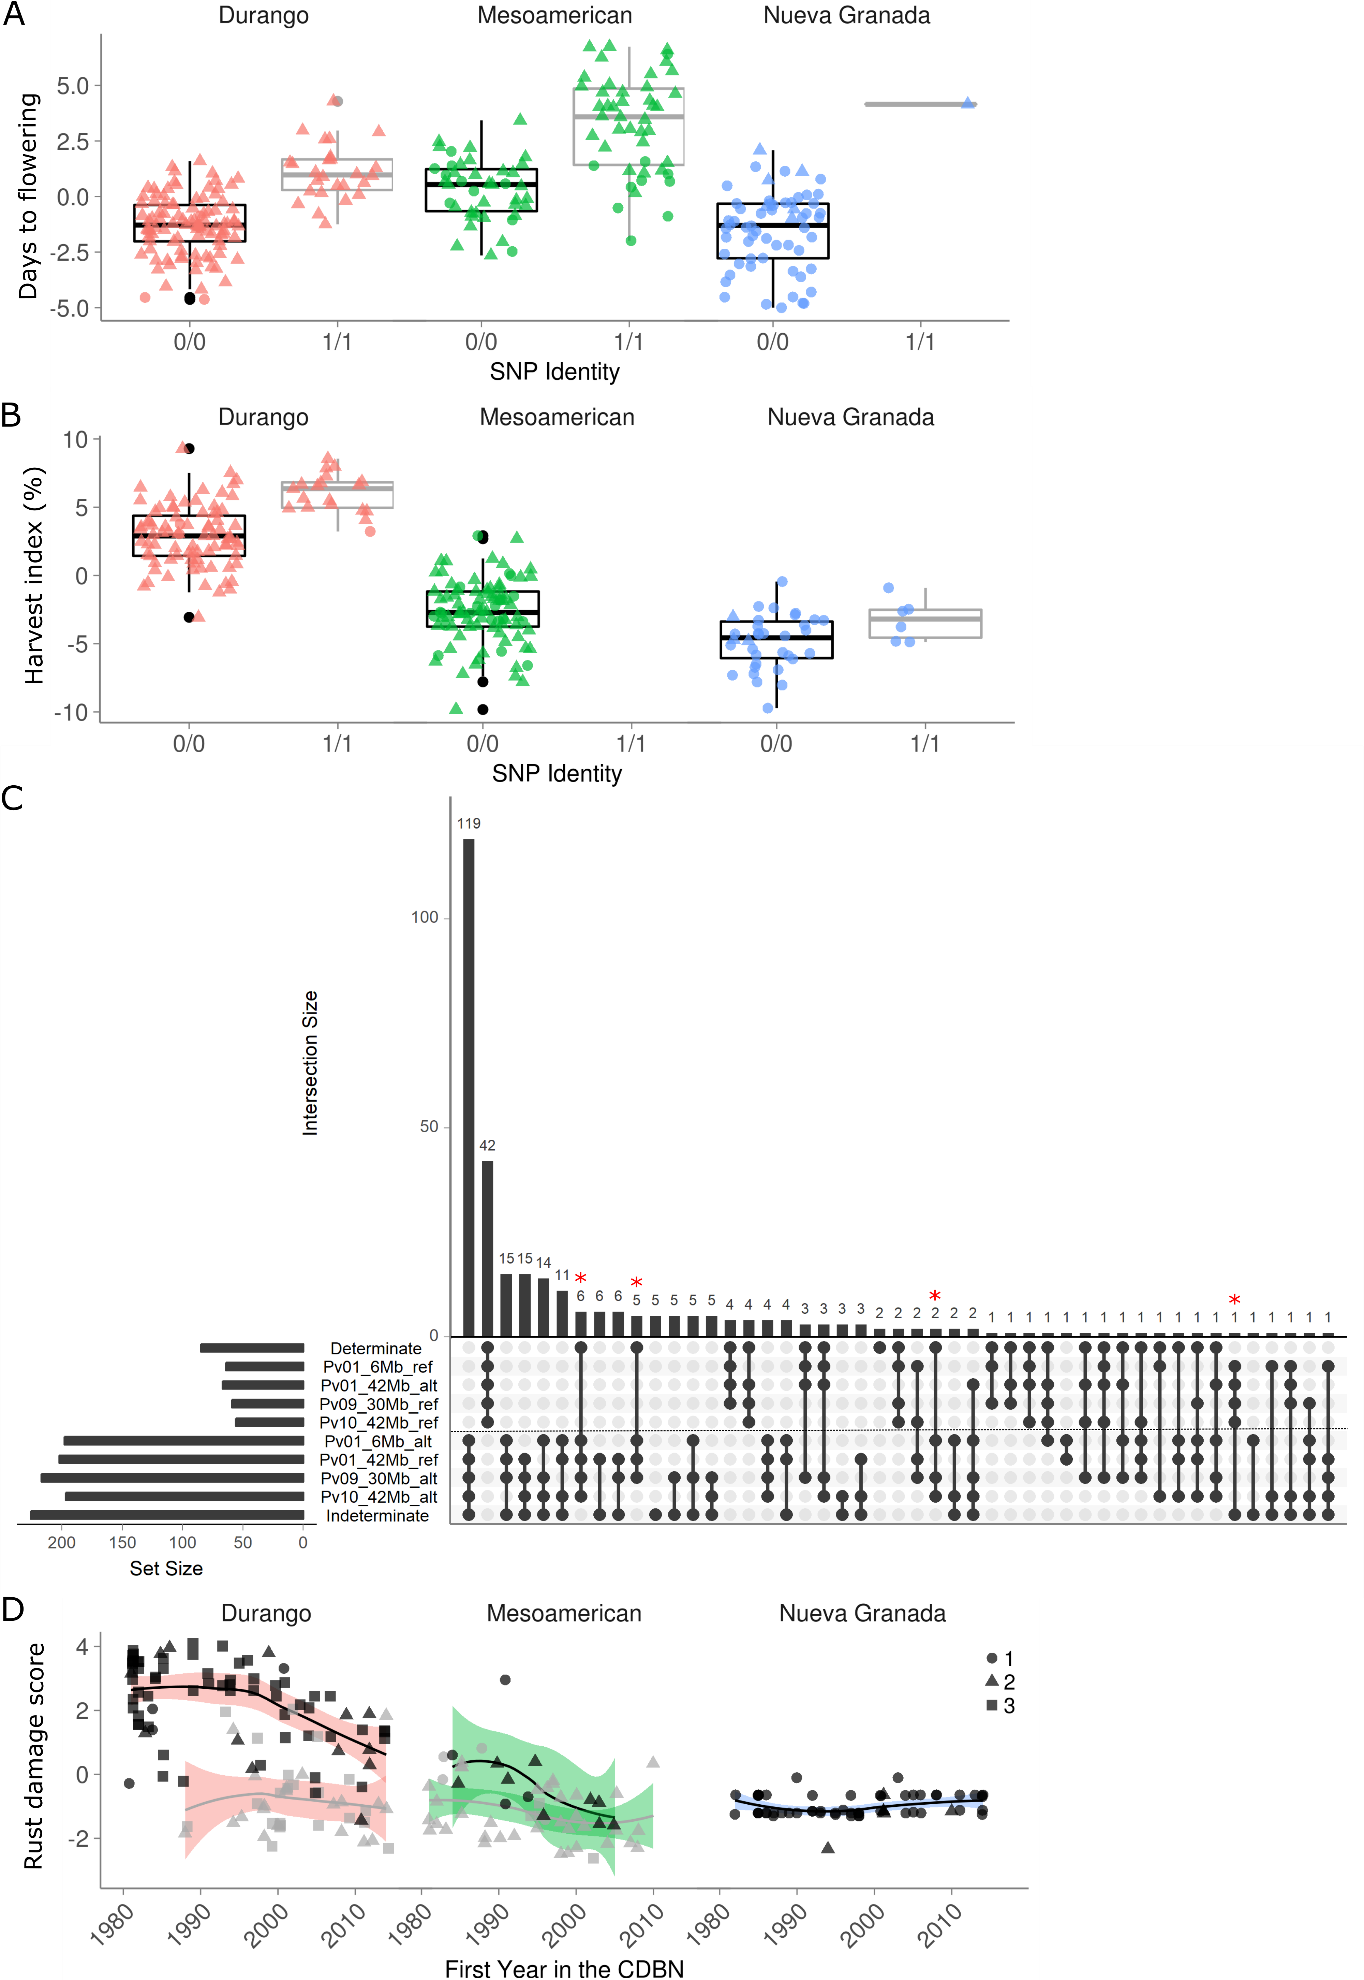 A
Durango Mesoamerican Nueva Granada
Days to flowering
5.0
2.5
0.0
-2.5
-5.0
0/0 1/1 0/0 1/1 0/0 1/1
SNP Identity
B
Durango Mesoamerican Nueva Granada
Harvest index (%)
10
5
0
-5
-10
0/0 1/1 0/0 1/1 0/0 1/1
SNP Identity
C
Intersection Size
100
50
0
119
42
15 15 14 11 6 6 6 5 5 5 5 5 4 4 4 4 3 3 3 3 2 2 2 2 2 2 1 1 1 1 1 1 1 1 1 1 1 1 1 1 1 1 1 1 1
* * * *
Determinate
Pv01_6Mb_ref
Pv01_42Mb_alt
Pv09_30Mb_ref
Pv10_42Mb_ref
Pv01_6Mb_alt
Pv01_42Mb_ref
Pv09_30Mb_alt
Pv10_42Mb_alt
Indeterminate
200 150 100 50 0
Set Size
D
Durango Mesoamerican Nueva Granada
Rust damage score
4
2
0
-2
1
2
3
1980 1990 2000 2010 1980 1990 2000 2010 1980 1990 2000 2010
First Year in the CDBN